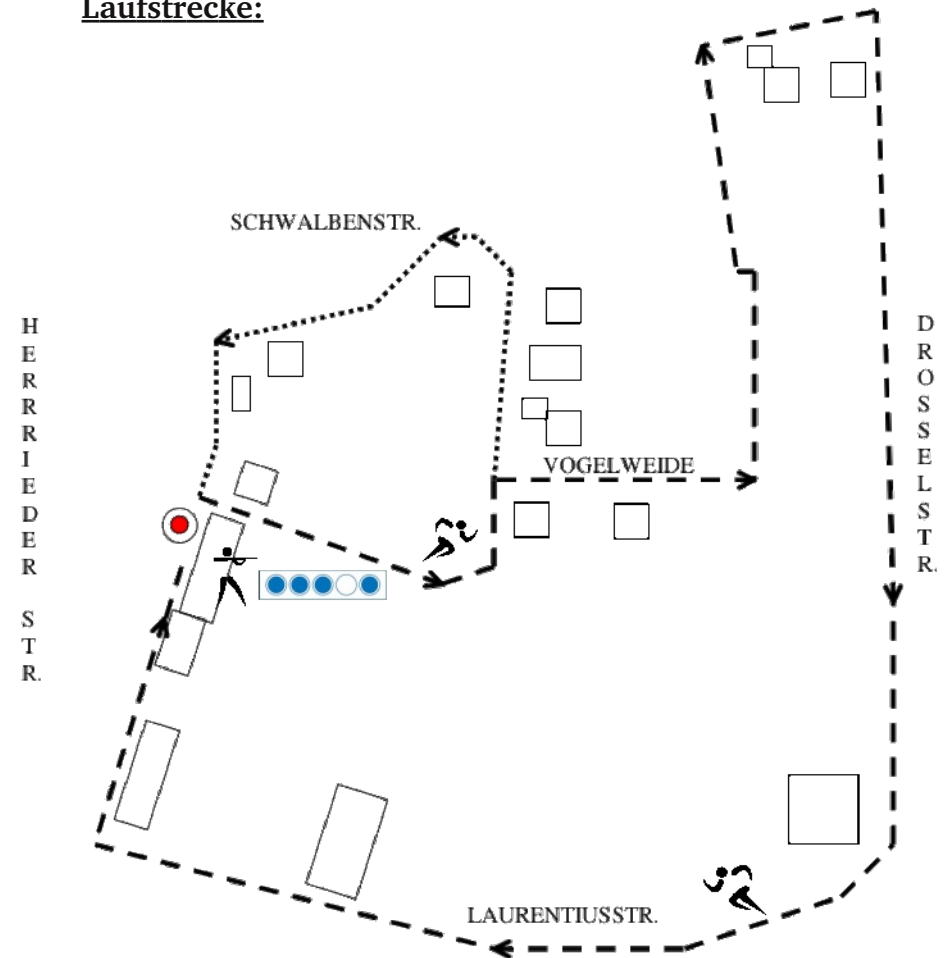 Laufstrecke:
SCHWALBENSTR.
HERRIEDER STR.
DROSSELSTR.
VOGELWEIDE
LAURENTIUSSTR.